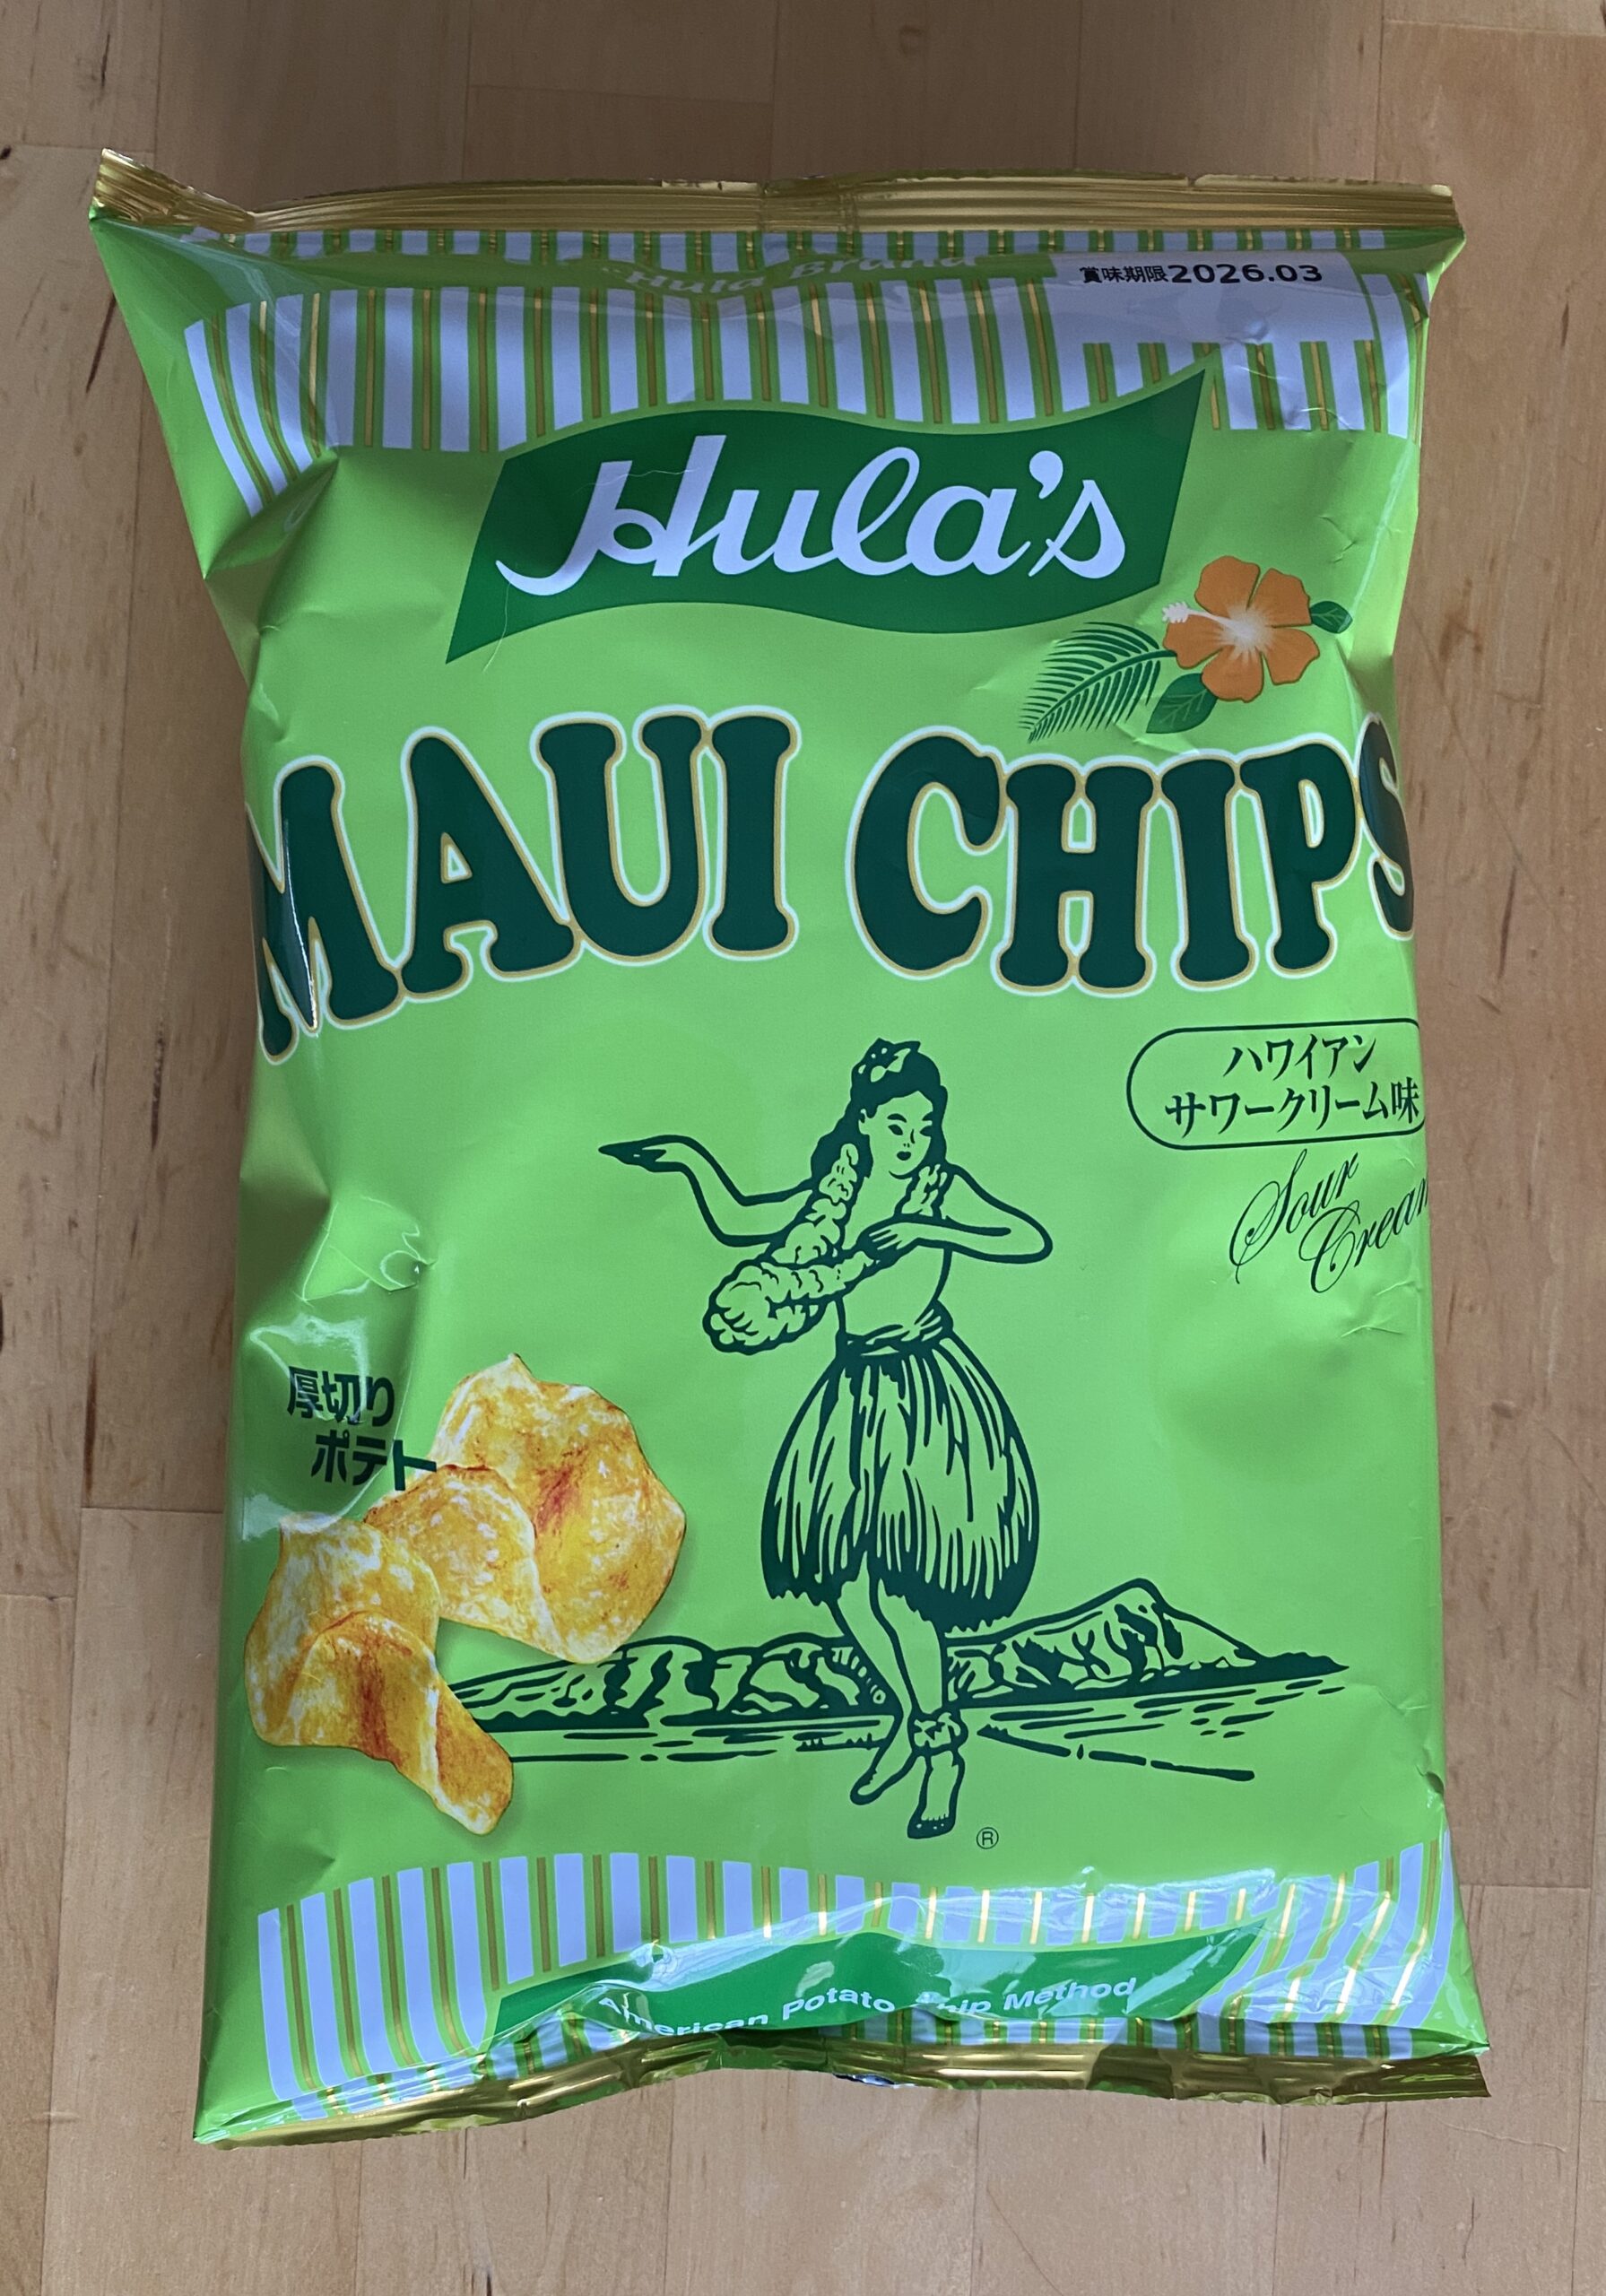 "Hula" Brand
賞味期限2026.03
Hula's
MAUI CHIPS
ハワイアン
サワークリーム味
Sour
Cream
厚切り
ポテト
®
American Potato Chip Method